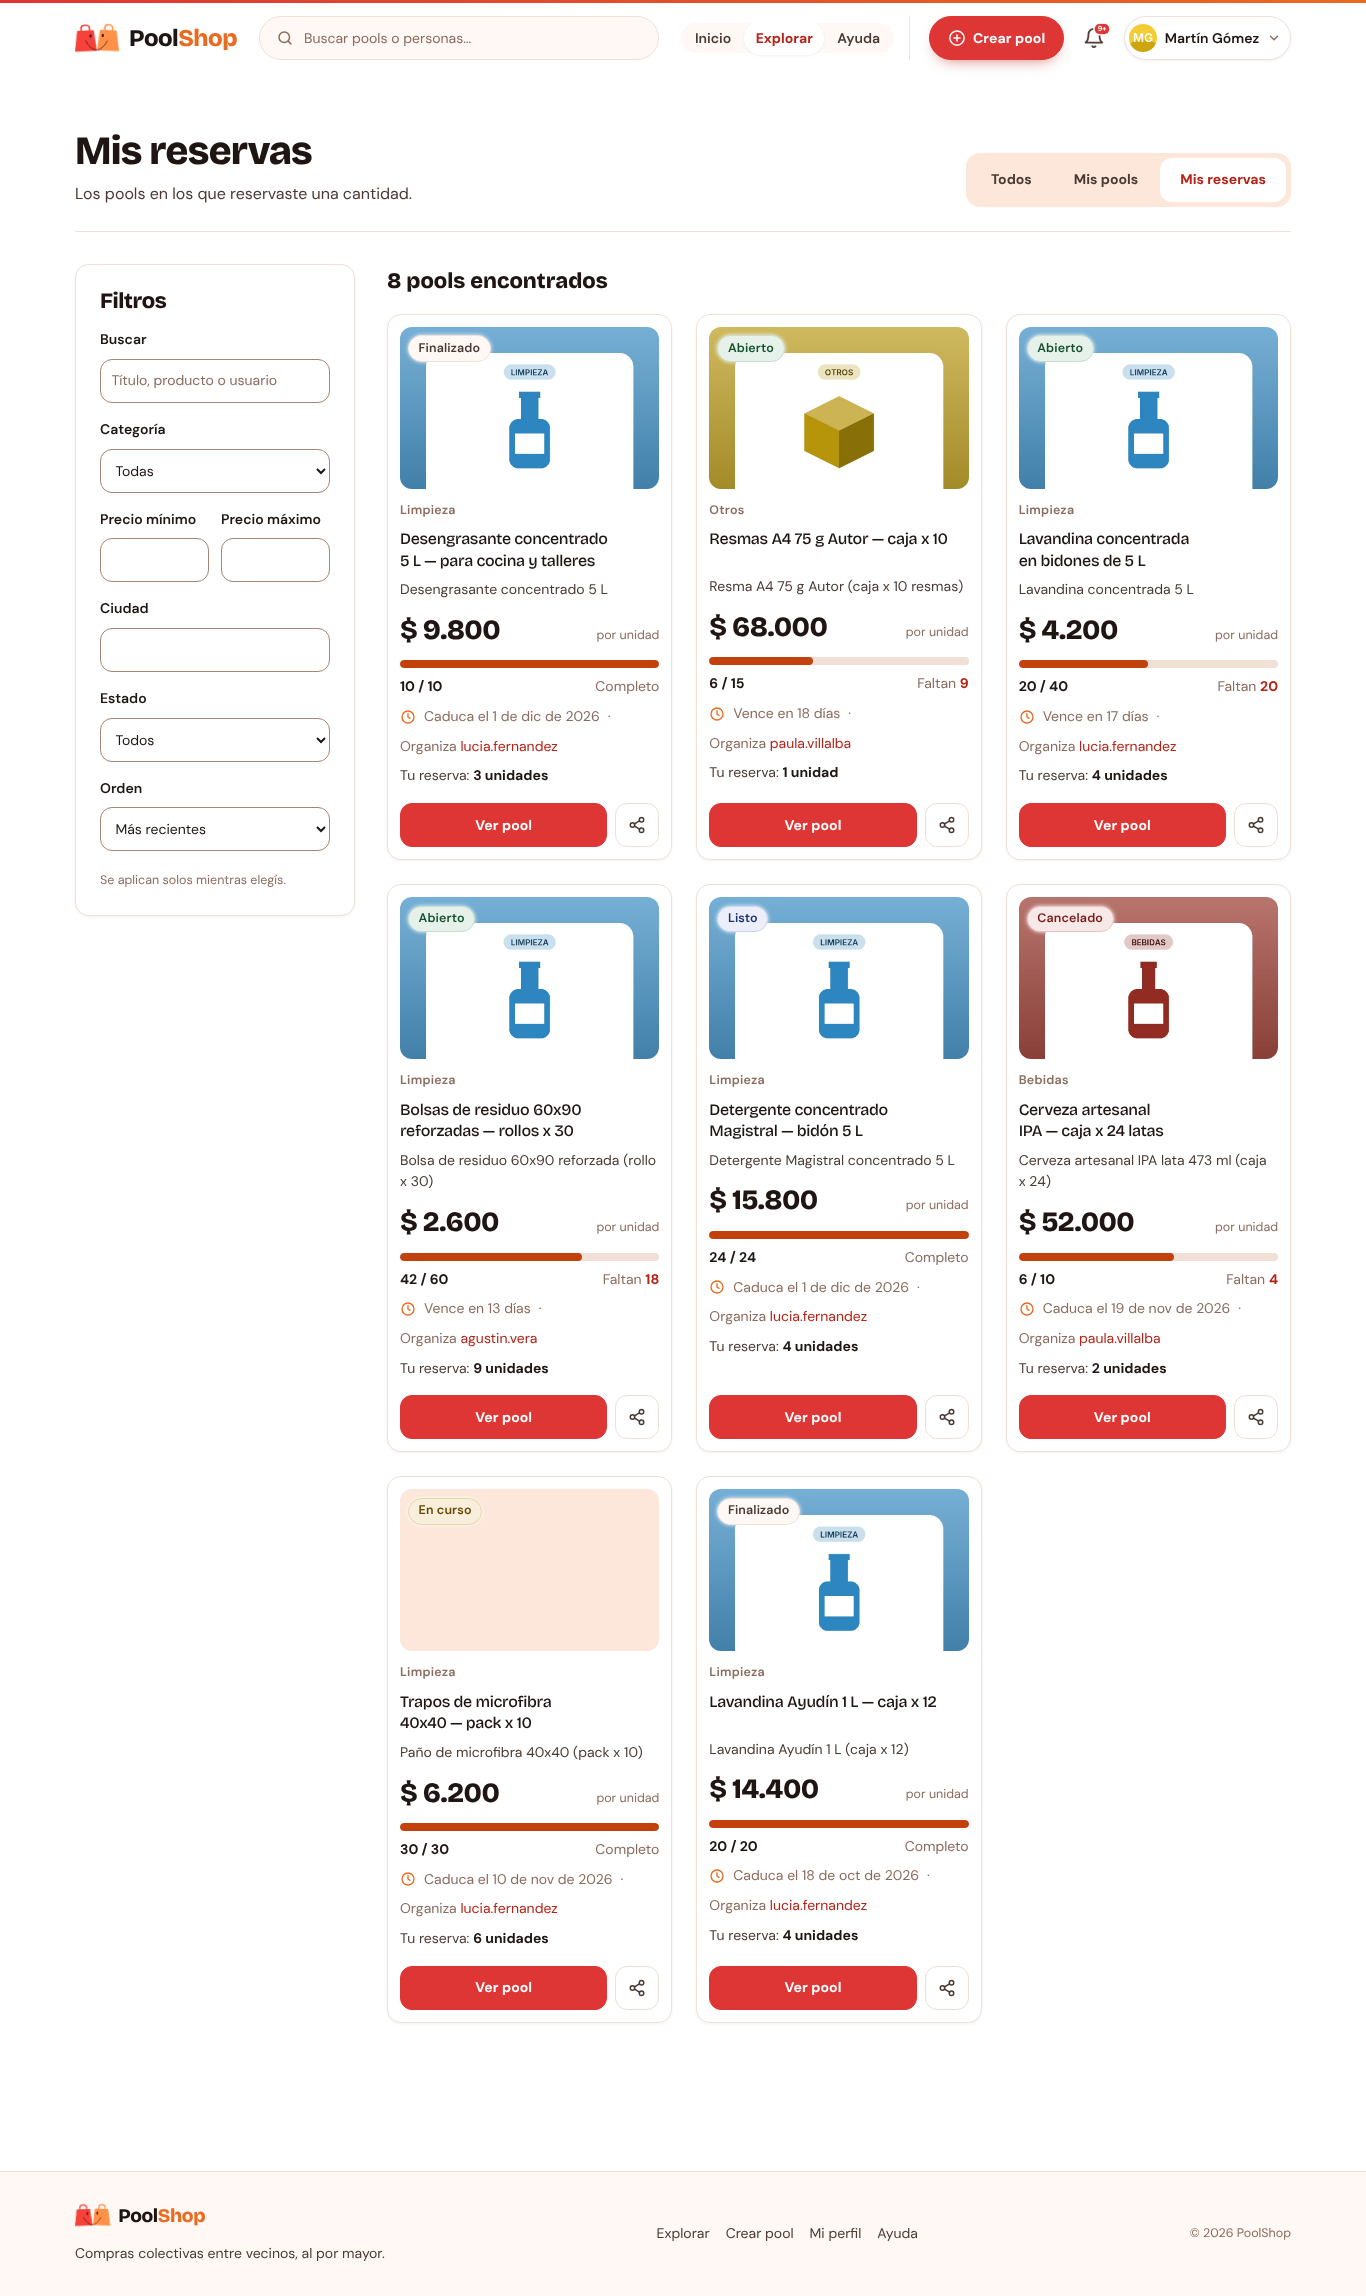 PoolShop
Buscar pools o personas...
Inicio
Explorar
Ayuda
Crear pool
9+
MG
Martín Gómez
Mis reservas
Los pools en los que reservaste una cantidad.
Todos
Mis pools
Mis reservas
Filtros
Buscar
Título, producto o usuario
Categoría
Todas
Precio mínimo
Precio máximo
Ciudad
Estado
Todos
Orden
Más recientes
Se aplican solos mientras elegís.
8 pools encontrados
Finalizado
LIMPIEZA
Limpieza
Desengrasante concentrado
5 L — para cocina y talleres
Desengrasante concentrado 5 L
$ 9.800
por unidad
10 / 10
Completo
Caduca el 1 de dic de 2026 ·
Organiza lucia.fernandez
Tu reserva: 3 unidades
Ver pool
Abierto
OTROS
Otros
Resmas A4 75 g Autor — caja x 10
Resma A4 75 g Autor (caja x 10 resmas)
$ 68.000
por unidad
6 / 15
Faltan 9
Vence en 18 días ·
Organiza paula.villalba
Tu reserva: 1 unidad
Ver pool
Abierto
LIMPIEZA
Limpieza
Lavandina concentrada
en bidones de 5 L
Lavandina concentrada 5 L
$ 4.200
por unidad
20 / 40
Faltan 20
Vence en 17 días ·
Organiza lucia.fernandez
Tu reserva: 4 unidades
Ver pool
Abierto
LIMPIEZA
Limpieza
Bolsas de residuo 60x90
reforzadas — rollos x 30
Bolsa de residuo 60x90 reforzada (rollo
x 30)
$ 2.600
por unidad
42 / 60
Faltan 18
Vence en 13 días ·
Organiza agustin.vera
Tu reserva: 9 unidades
Ver pool
Listo
LIMPIEZA
Limpieza
Detergente concentrado
Magistral — bidón 5 L
Detergente Magistral concentrado 5 L
$ 15.800
por unidad
24 / 24
Completo
Caduca el 1 de dic de 2026 ·
Organiza lucia.fernandez
Tu reserva: 4 unidades
Ver pool
Cancelado
BEBIDAS
Bebidas
Cerveza artesanal
IPA — caja x 24 latas
Cerveza artesanal IPA lata 473 ml (caja
x 24)
$ 52.000
por unidad
6 / 10
Faltan 4
Caduca el 19 de nov de 2026 ·
Organiza paula.villalba
Tu reserva: 2 unidades
Ver pool
En curso
Limpieza
Trapos de microfibra
40x40 — pack x 10
Paño de microfibra 40x40 (pack x 10)
$ 6.200
por unidad
30 / 30
Completo
Caduca el 10 de nov de 2026 ·
Organiza lucia.fernandez
Tu reserva: 6 unidades
Ver pool
Finalizado
LIMPIEZA
Limpieza
Lavandina Ayudín 1 L — caja x 12
Lavandina Ayudín 1 L (caja x 12)
$ 14.400
por unidad
20 / 20
Completo
Caduca el 18 de oct de 2026 ·
Organiza lucia.fernandez
Tu reserva: 4 unidades
Ver pool
PoolShop
Compras colectivas entre vecinos, al por mayor.
Explorar
Crear pool
Mi perfil
Ayuda
© 2026 PoolShop